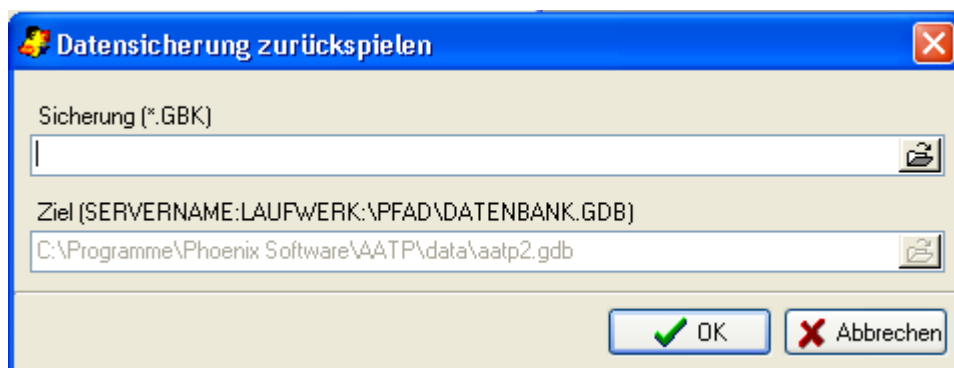 Datensicherung zurückspielen
Sicherung (*.GBK)
Ziel (SERVERNAME:LAUFWERK:\PFAD\DATENBANK.GDB)
C:\Programme\Phoenix Software\AATP\data\aatp2.gdb
OK
Abbrechen